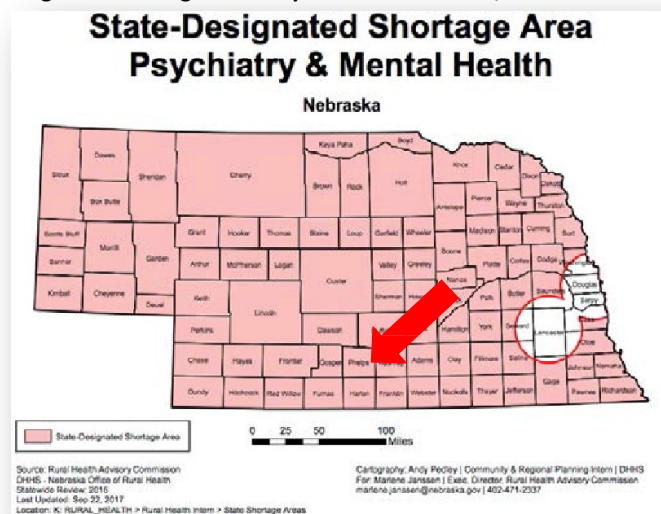 State-Designated Shortage Area
Psychiatry & Mental Health
Nebraska
Sioux
Dawes
Box Butte
Sheridan
Cherry
Keya Paha
Boyd
Brown
Rock
Holt
Knox
Cedar
Dixon
Dakota
Antelope
Pierce
Wayne
Thurston
Scotts Bluff
Banner
Kimball
Morrill
Cheyenne
Garden
Deuel
Grant
Hooker
Thomas
Blaine
Loup
Garfield
Wheeler
Boone
Madison
Stanton
Cuming
Burt
Arthur
McPherson
Logan
Custer
Valley
Greeley
Nance
Platte
Colfax
Dodge
Keith
Lincoln
Sherman
Polk
Butler
Saunders
Douglas
Sarpy
Perkins
Dawson
Hamilton
York
Seward
Lancaster
Otoe
Chase
Hayes
Frontier
Gosper
Phelps
Adams
Clay
Fillmore
Saline
Johnson
Nemaha
Dundy
Hitchcock
Red Willow
Furnas
Harlan
Franklin
Webster
Nuckolls
Thayer
Jefferson
Gage
Pawnee
Richardson
State-Designated Shortage Area
0 25 50 100
Miles
Source: Rural Health Advisory Commission
DHHS - Nebraska Office of Rural Health
Statewide Review: 2016
Last Updated: Sep 22, 2017
Location: K: RURAL_HEALTH > Rural Health Intern > State Shortage Areas
Cartography: Andy Pedley | Community & Regional Planning Intern | DHHS
For: Marlene Janssen | Exec. Director, Rural Health Advisory Commission
marlene.janssen@nebraska.gov | 402-471-2337